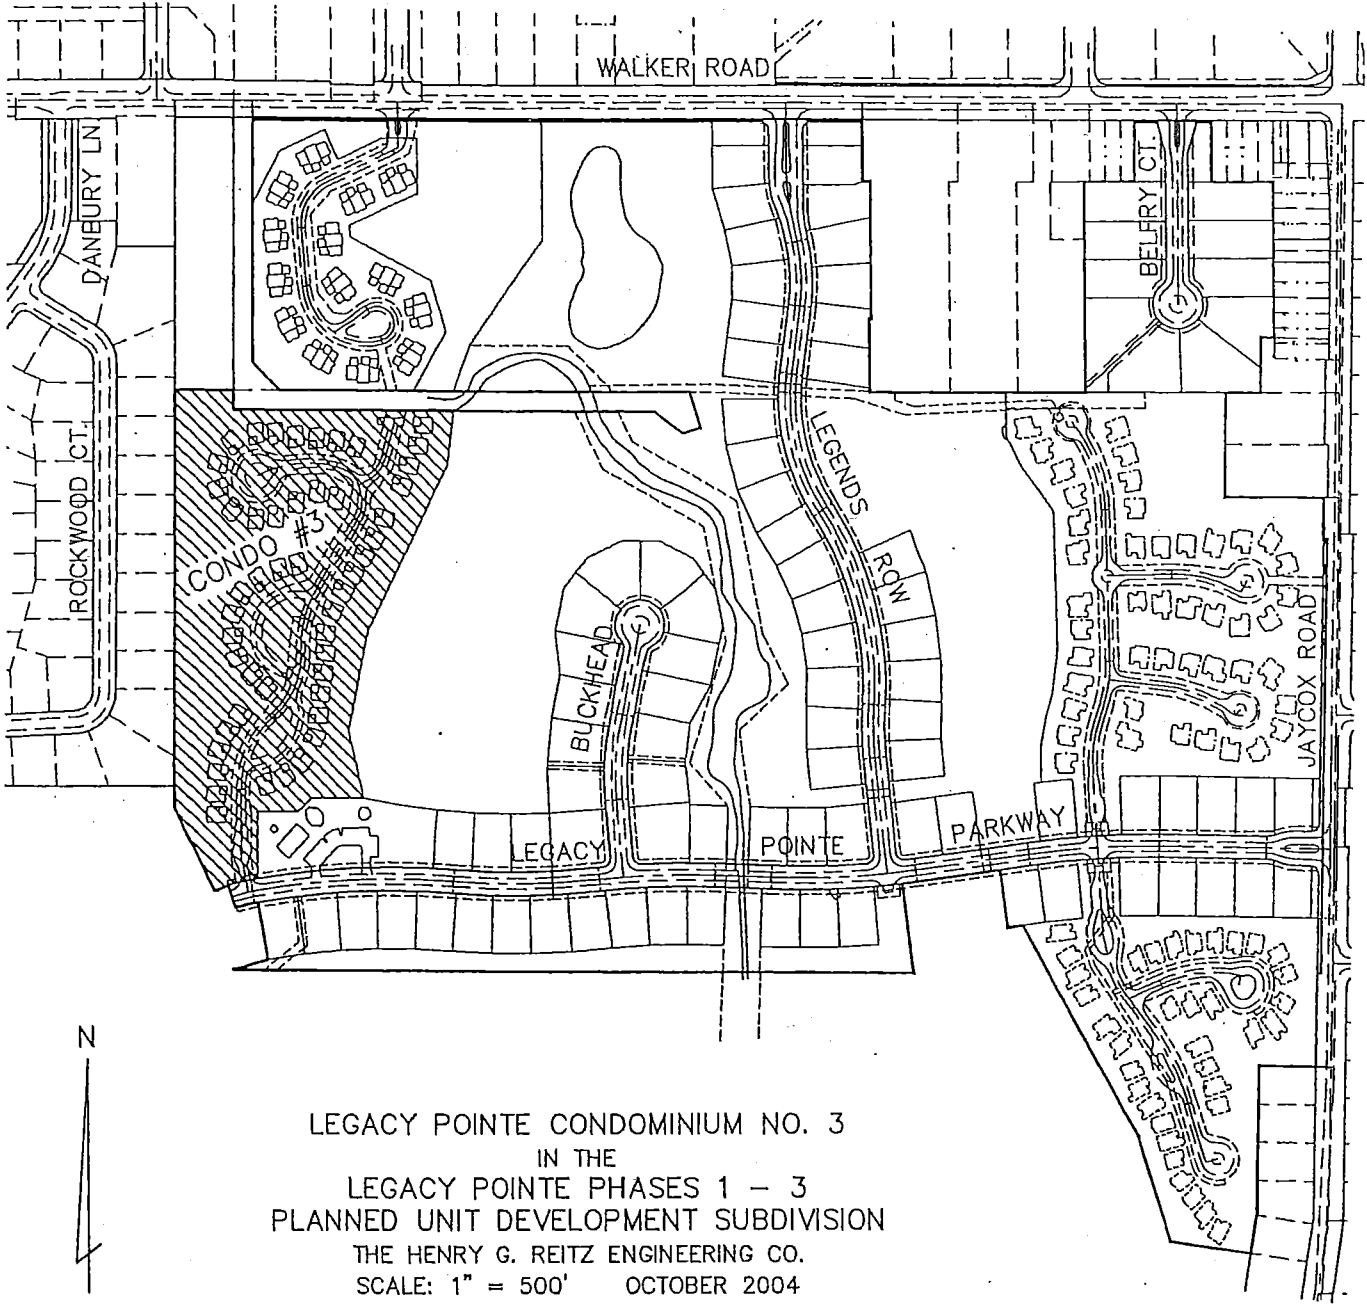 WALKER ROAD
DANBURY LN
BELFRY CT.
ROCKWOOD CT.
CONDO #3
LEGENDS ROW
BUCKHEAD
JAYCOX ROAD
LEGACY POINTE PARKWAY
N
LEGACY POINTE CONDOMINIUM NO. 3
IN THE
LEGACY POINTE PHASES 1 – 3
PLANNED UNIT DEVELOPMENT SUBDIVISION
THE HENRY G. REITZ ENGINEERING CO.
SCALE: 1" = 500' OCTOBER 2004